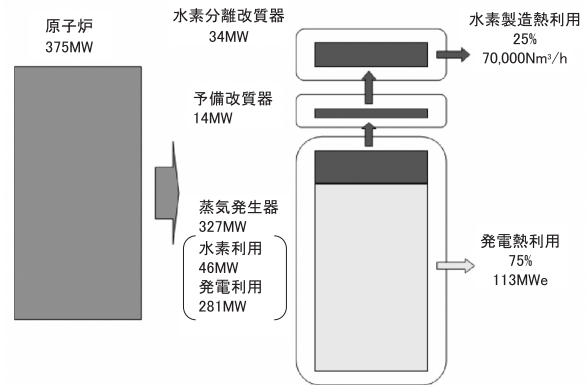 原子炉
375MW
水素分離改質器
34MW
水素製造熱利用
25%
70,000Nm³/h
予備改質器
14MW
蒸気発生器
327MW
水素利用
46MW
発電利用
281MW
発電熱利用
75%
113MWe